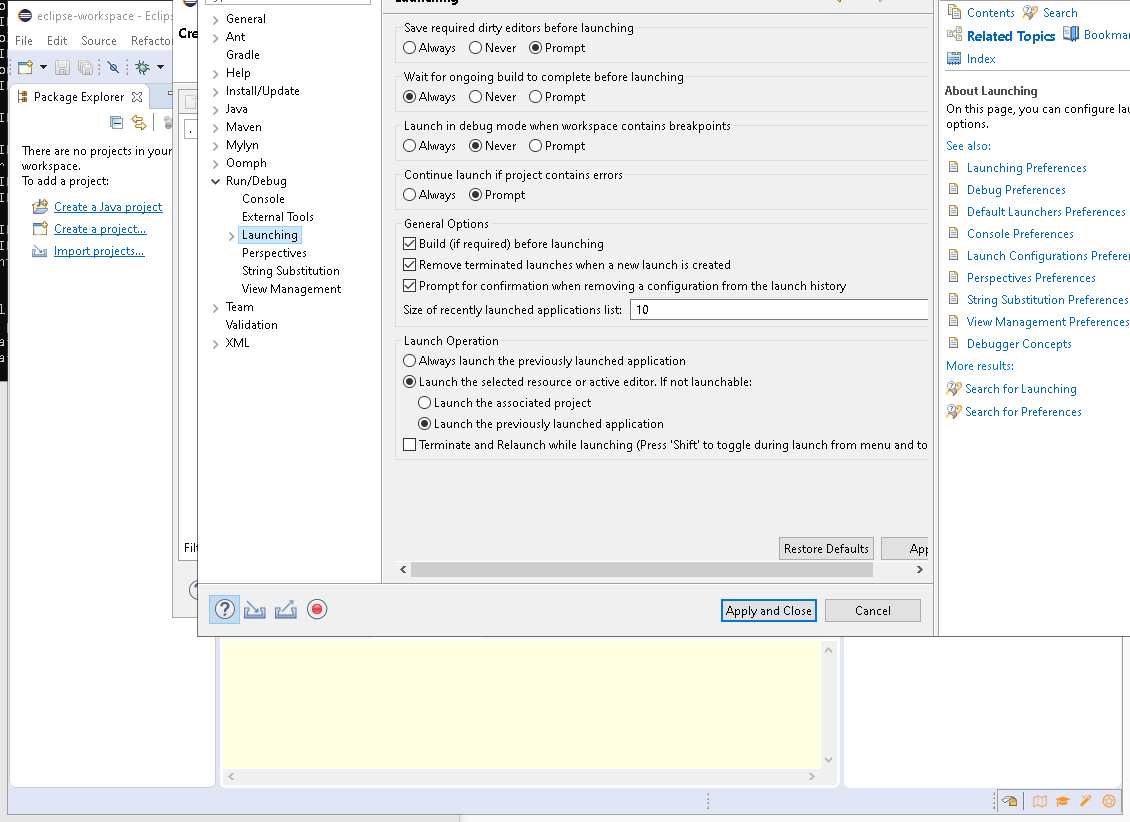 eclipse-workspace - Eclips
File Edit Source Refacto
Package Explorer
There are no projects in your
workspace.
To add a project:
Create a Java project
Create a project...
Import projects...
Cre
Filt
General
Ant
Gradle
Help
Install/Update
Java
Maven
Mylyn
Oomph
Run/Debug
Console
External Tools
Launching
Perspectives
String Substitution
View Management
Team
Validation
XML
Launching
Save required dirty editors before launching
Always Never Prompt
Wait for ongoing build to complete before launching
Always Never Prompt
Launch in debug mode when workspace contains breakpoints
Always Never Prompt
Continue launch if project contains errors
Always Prompt
General Options
Build (if required) before launching
Remove terminated launches when a new launch is created
Prompt for confirmation when removing a configuration from the launch history
Size of recently launched applications list: 10
Launch Operation
Always launch the previously launched application
Launch the selected resource or active editor. If not launchable:
Launch the associated project
Launch the previously launched application
Terminate and Relaunch while launching (Press 'Shift' to toggle during launch from menu and to
Restore Defaults App
Apply and Close Cancel
Contents Search
Related Topics Bookmar
Index
About Launching
On this page, you can configure lau
options.
See also:
Launching Preferences
Debug Preferences
Default Launchers Preferences
Console Preferences
Launch Configurations Preferer
Perspectives Preferences
String Substitution Preferences
View Management Preferences
Debugger Concepts
More results:
Search for Launching
Search for Preferences